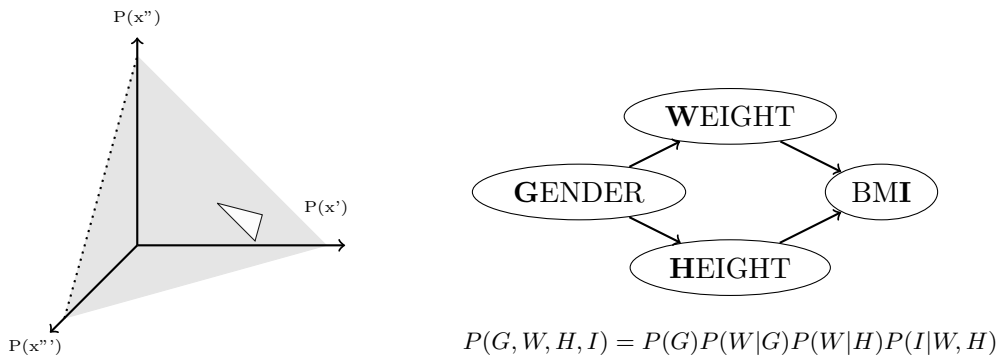 P(x")
P(x')
P(x"')
WEIGHT
GENDER
BMI
HEIGHT
P(G, W, H, I) = P(G)P(W|G)P(W|H)P(I|W, H)